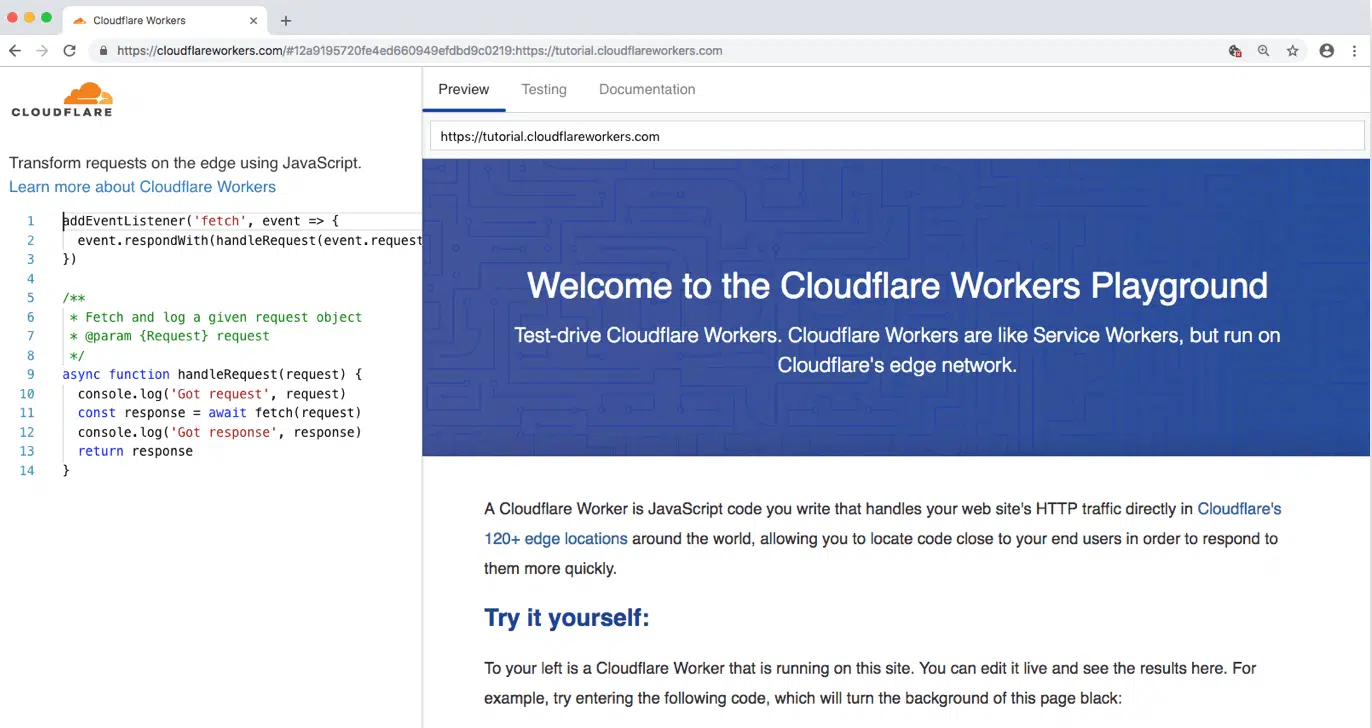 Cloudflare Workers
https://cloudflareworkers.com/#12a9195720fe4ed660949efdbd9c0219:https://tutorial.cloudflareworkers.com
CLOUDFLARE
Transform requests on the edge using JavaScript.
Learn more about Cloudflare Workers
1 addEventListener('fetch', event => {
2 event.respondWith(handleRequest(event.request
3 })
4
5 /**
6 * Fetch and log a given request object
7 * @param {Request} request
8 */
9 async function handleRequest(request) {
10 console.log('Got request', request)
11 const response = await fetch(request)
12 console.log('Got response', response)
13 return response
14 }
Preview Testing Documentation
https://tutorial.cloudflareworkers.com
Welcome to the Cloudflare Workers Playground
Test-drive Cloudflare Workers. Cloudflare Workers are like Service Workers, but run on
Cloudflare's edge network.
A Cloudflare Worker is JavaScript code you write that handles your web site's HTTP traffic directly in Cloudflare's
120+ edge locations around the world, allowing you to locate code close to your end users in order to respond to
them more quickly.
Try it yourself:
To your left is a Cloudflare Worker that is running on this site. You can edit it live and see the results here. For
example, try entering the following code, which will turn the background of this page black: